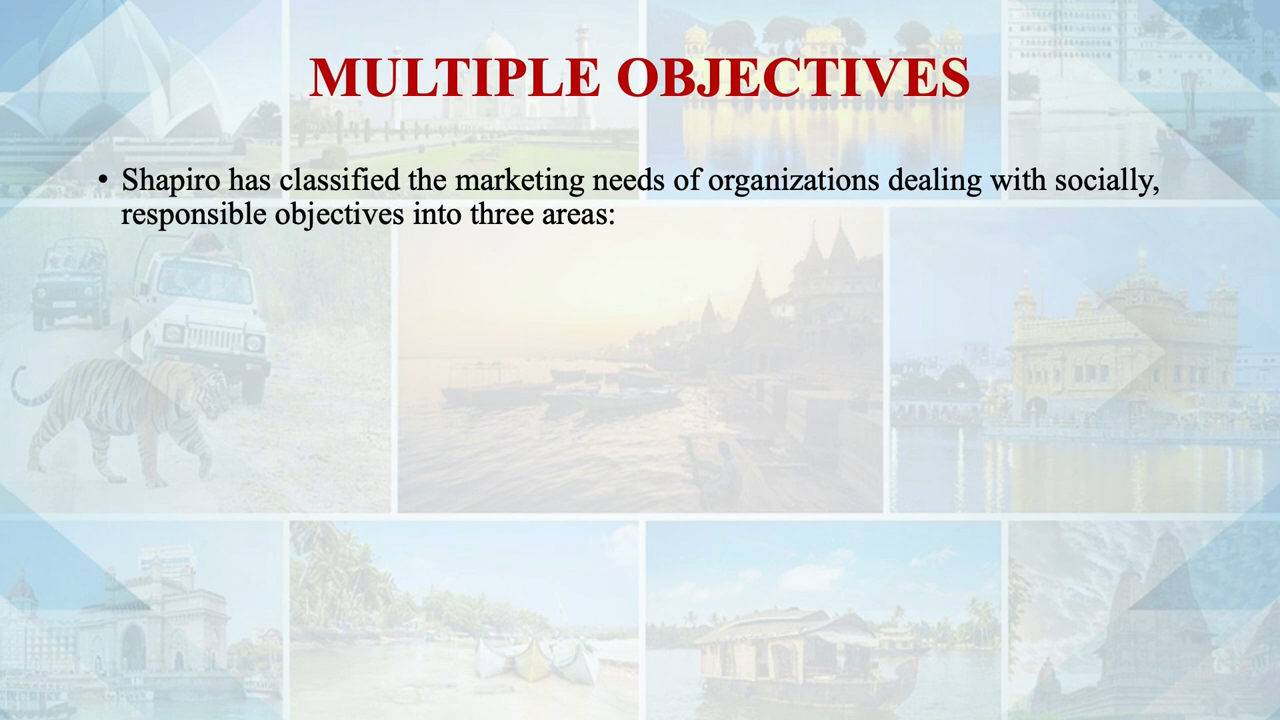 MULTIPLE OBJECTIVES
• Shapiro has classified the marketing needs of organizations dealing with socially,
responsible objectives into three areas: